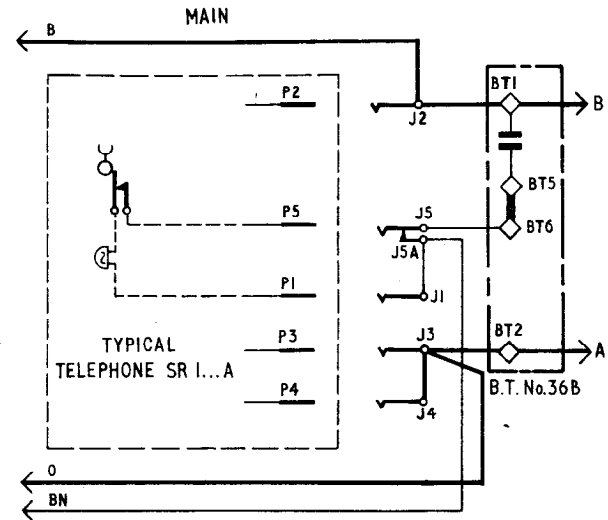 MAIN
B
BT1
P2
B
J2
BT5
P5
J5
BT6
J5A
P1
J1
J3
BT2
P3
A
TYPICAL
TELEPHONE SR 1...A
B.T. No.36B
P4
J4
O
BN